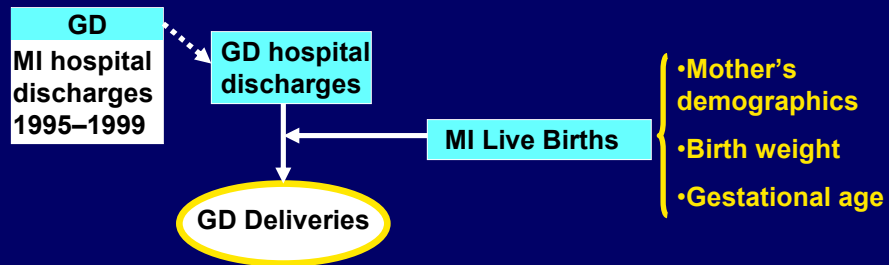 GD
MI hospital
discharges
1995–1999
GD hospital
discharges
MI Live Births
•Mother's
demographics
•Birth weight
•Gestational age
GD Deliveries